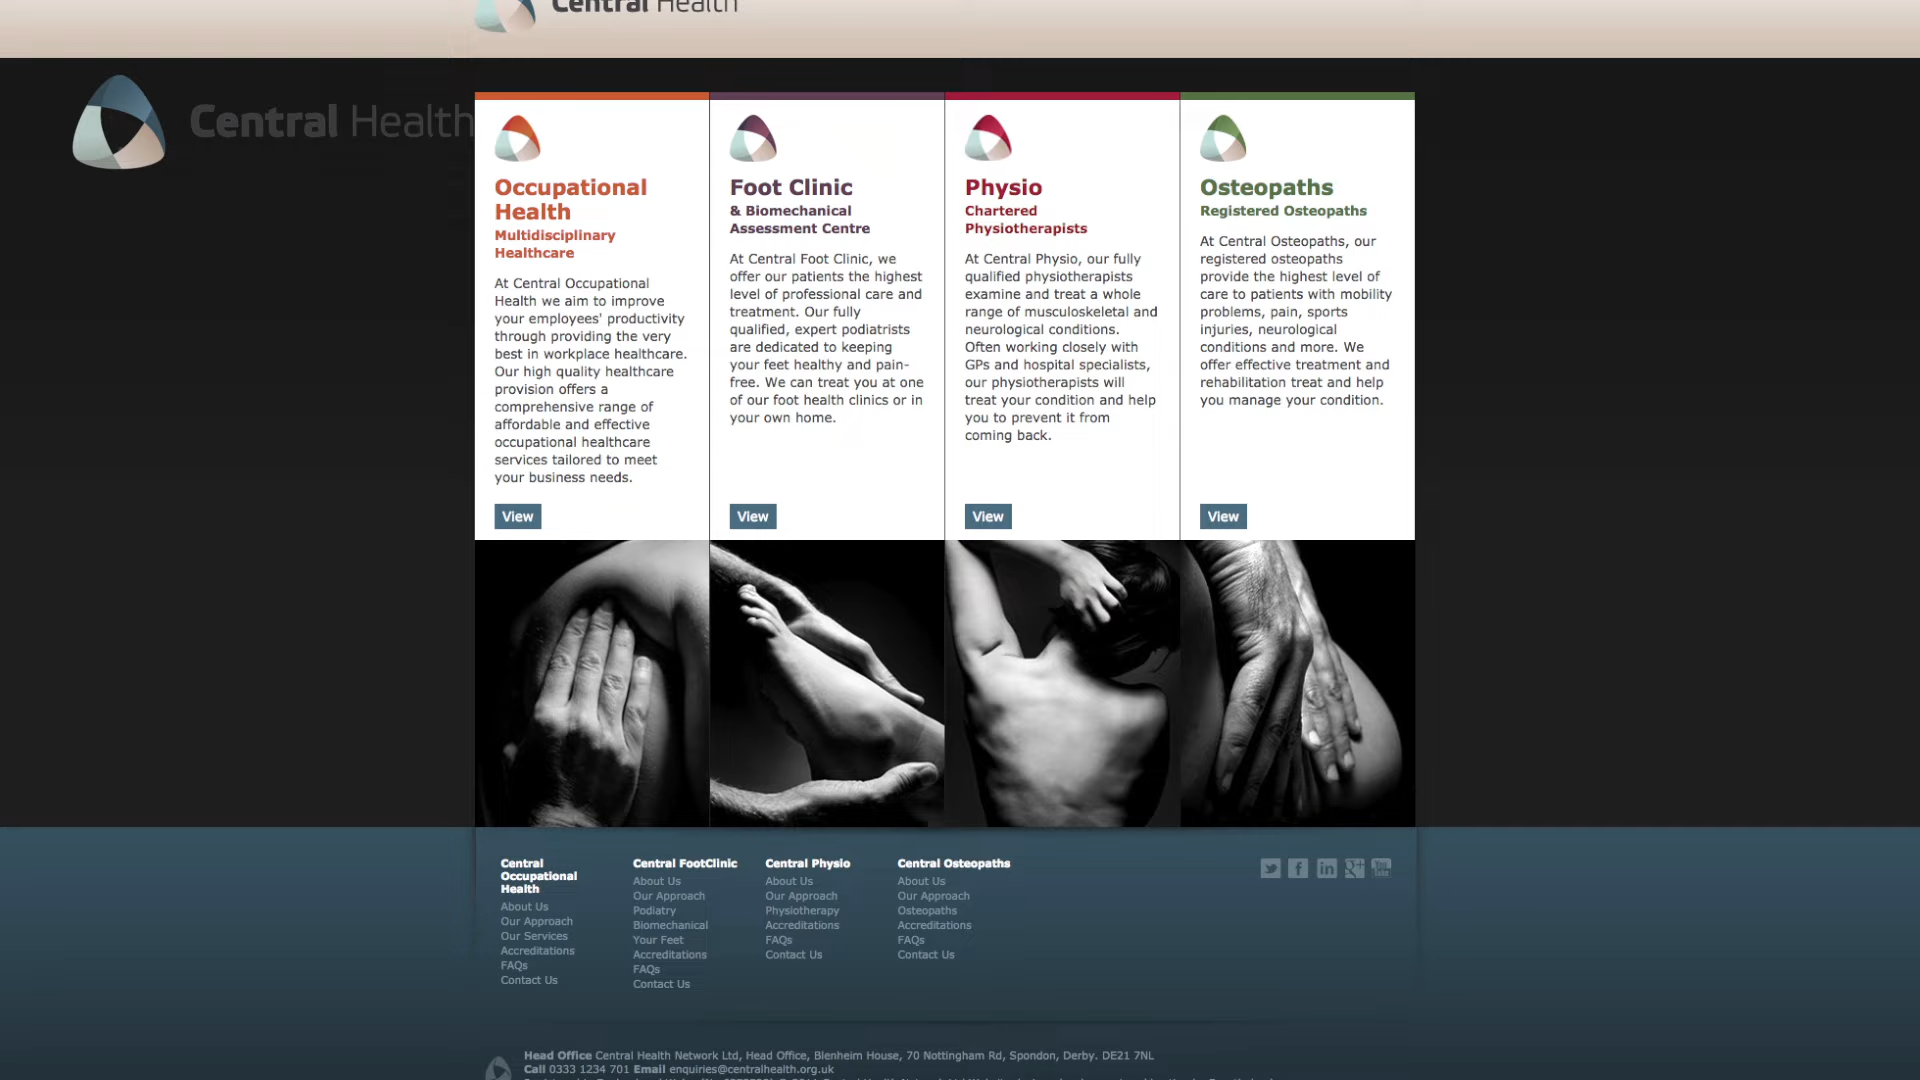 Central Health
Central Health
Occupational
Health
Multidisciplinary
Healthcare
At Central Occupational
Health we aim to improve
your employees' productivity
through providing the very
best in workplace healthcare.
Our high quality healthcare
provision offers a
comprehensive range of
affordable and effective
occupational healthcare
services tailored to meet
your business needs.
View
Foot Clinic
& Biomechanical
Assessment Centre
At Central Foot Clinic, we
offer our patients the highest
level of professional care and
treatment. Our fully
qualified, expert podiatrists
are dedicated to keeping
your feet healthy and pain-
free. We can treat you at one
of our foot health clinics or in
your own home.
View
Physio
Chartered
Physiotherapists
At Central Physio, our fully
qualified physiotherapists
examine and treat a whole
range of musculoskeletal and
neurological conditions.
Often working closely with
GPs and hospital specialists,
our physiotherapists will
treat your condition and help
you to prevent it from
coming back.
View
Osteopaths
Registered Osteopaths
At Central Osteopaths, our
registered osteopaths
provide the highest level of
care to patients with mobility
problems, pain, sports
injuries, neurological
conditions and more. We
offer effective treatment and
rehabilitation treat and help
you manage your condition.
View
Central
Occupational
Health
About Us
Our Approach
Our Services
Accreditations
FAQs
Contact Us
Central FootClinic
About Us
Our Approach
Podiatry
Biomechanical
Your Feet
Accreditations
FAQs
Contact Us
Central Physio
About Us
Our Approach
Physiotherapy
Accreditations
FAQs
Contact Us
Central Osteopaths
About Us
Our Approach
Osteopaths
Accreditations
FAQs
Contact Us
You
Tube
Head Office Central Health Network Ltd, Head Office, Blenheim House, 70 Nottingham Rd, Spondon, Derby. DE21 7NL
Call 0333 1234 701 Email enquiries@centralhealth.org.uk